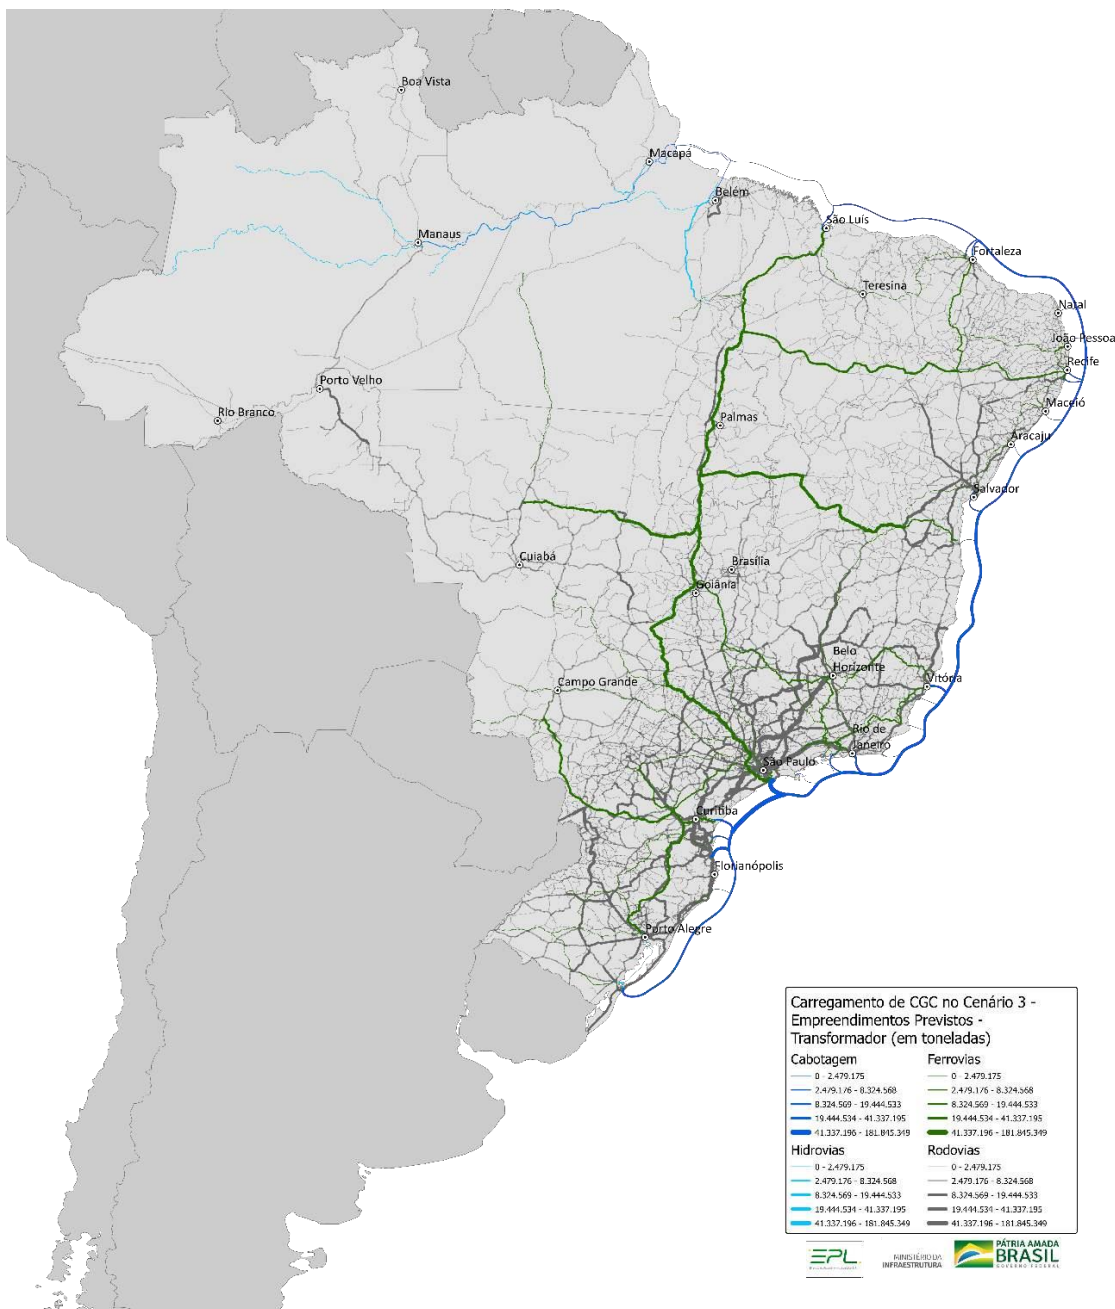 Boa Vista
Macapá
Belém
São Luís
Manaus
Fortaleza
Teresina
Natal
João Pessoa
Recife
Porto Velho
Maceió
Rio Branco
Palmas
Aracaju
Salvador
Cuiabá
Brasília
Goiânia
Belo
Horizonte
Campo Grande
Vitória
Rio de
Janeiro
São Paulo
Curitiba
Florianópolis
Porto Alegre
Carregamento de CGC no Cenário 3 -
Empreendimentos Previstos -
Transformador (em toneladas)
Cabotagem
0 - 2.479.175
2.479.176 - 8.324.568
8.324.569 - 19.444.533
19.444.534 - 41.337.195
41.337.196 - 181.845.349
Ferrovias
0 - 2.479.175
2.479.176 - 8.324.568
8.324.569 - 19.444.533
19.444.534 - 41.337.195
41.337.196 - 181.845.349
Hidrovias
0 - 2.479.175
2.479.176 - 8.324.568
8.324.569 - 19.444.533
19.444.534 - 41.337.195
41.337.196 - 181.845.349
Rodovias
0 - 2.479.175
2.479.176 - 8.324.568
8.324.569 - 19.444.533
19.444.534 - 41.337.195
41.337.196 - 181.845.349
EPL
MINISTÉRIO DA
INFRAESTRUTURA
PÁTRIA AMADA
BRASIL
GOVERNO FEDERAL